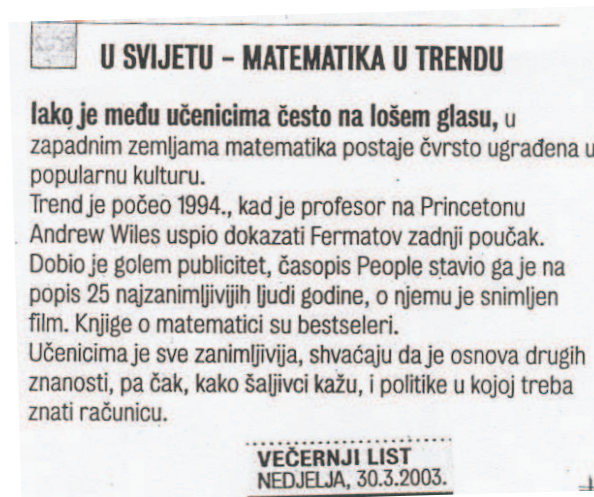 U SVIJETU – MATEMATIKA U TRENDU
Iako je među učenicima često na lošem glasu, u
zapadnim zemljama matematika postaje čvrsto ugrađena u
popularnu kulturu.
Trend je počeo 1994., kad je profesor na Princetonu
Andrew Wiles uspio dokazati Fermatov zadnji poučak.
Dobio je golem publicitet, časopis People stavio ga je na
popis 25 najzanimljivijih ljudi godine, o njemu je snimljen
film. Knjige o matematici su bestseleri.
Učenicima je sve zanimljivija, shvaćaju da je osnova drugih
znanosti, pa čak, kako šaljivci kažu, i politike u kojoj treba
znati računicu.
VEČERNJI LIST
NEDJELJA, 30.3.2003.